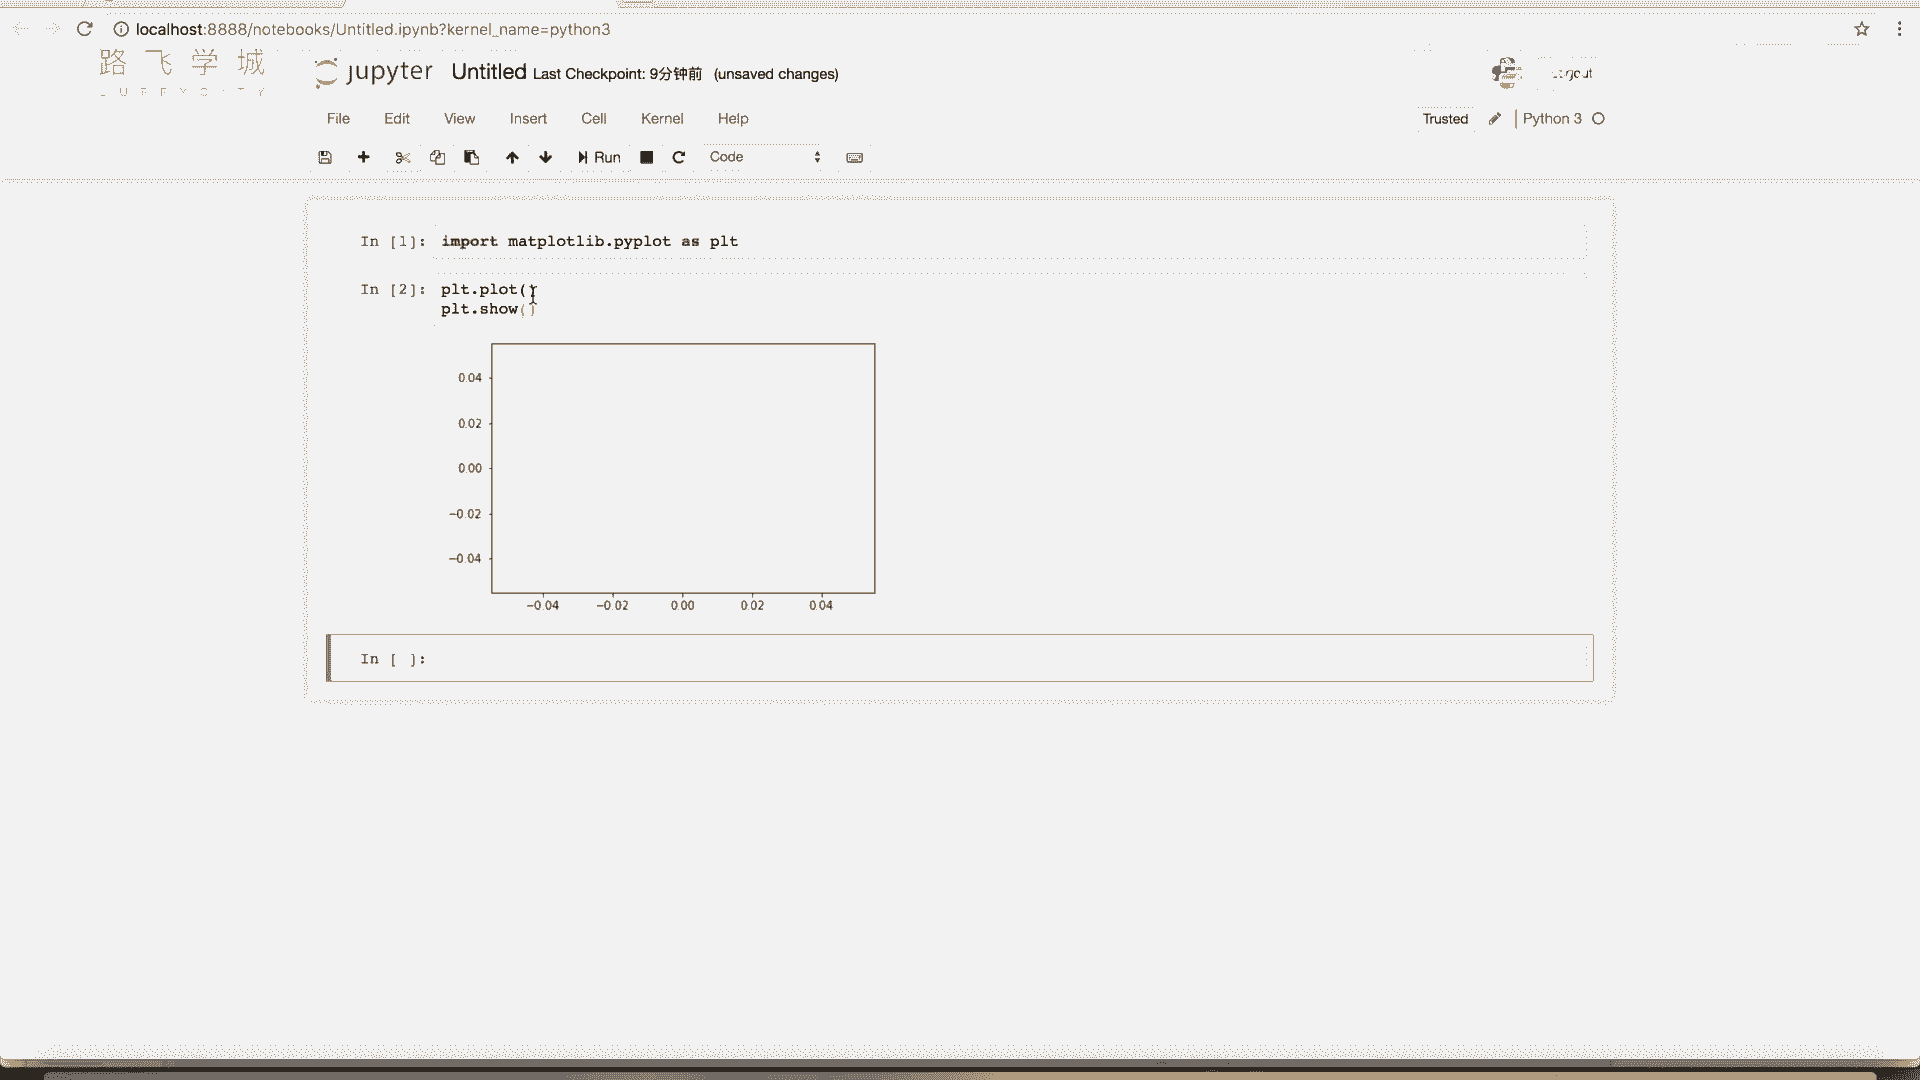 localhost:8888/notebooks/Untitled.ipynb?kernel_name=python3
路飞学城
LUFFYCITY
jupyter Untitled Last Checkpoint: 9分钟前 (unsaved changes)
Logout
File Edit View Insert Cell Kernel Help
Trusted Python 3
Run Code
In [1]: import matplotlib.pyplot as plt
In [2]: plt.plot()
plt.show()
0.04
0.02
0.00
−0.02
−0.04
−0.04 −0.02 0.00 0.02 0.04
In [ ]: